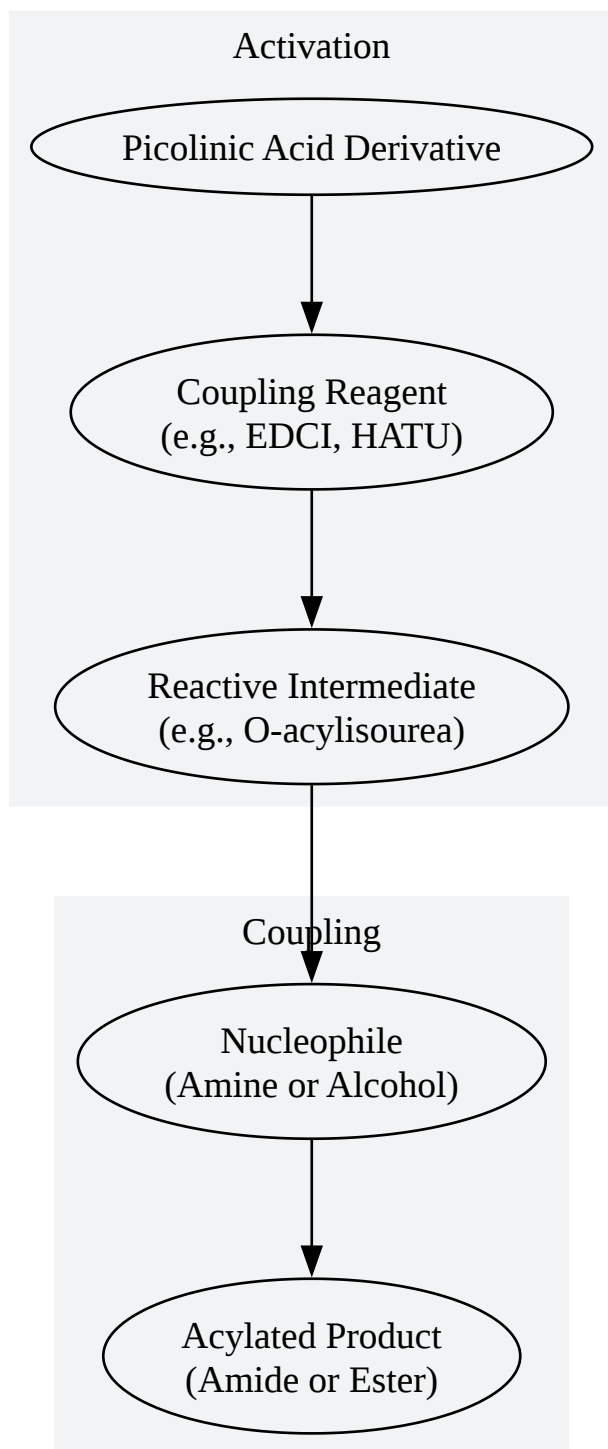 Activation
Picolinic Acid Derivative
Coupling Reagent
(e.g., EDCI, HATU)
Reactive Intermediate
(e.g., O-acylisourea)
Coupling
Nucleophile
(Amine or Alcohol)
Acylated Product
(Amide or Ester)